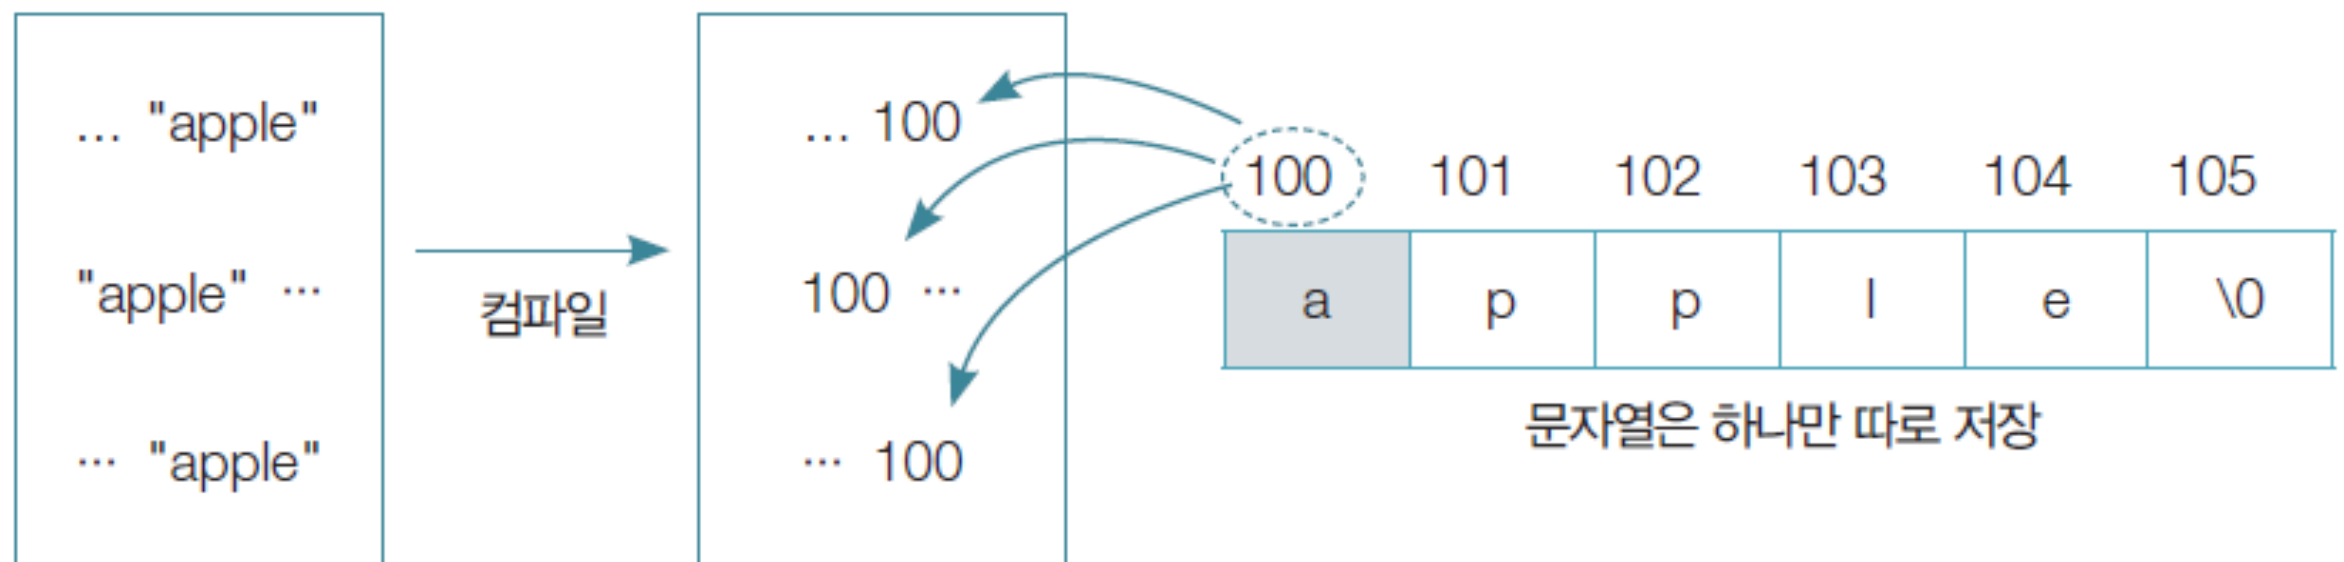 ... "apple"
"apple" ...
... "apple"
컴파일
... 100
100 ...
... 100
100 101 102 103 104 105
a p p l e \0
문자열은 하나만 따로 저장